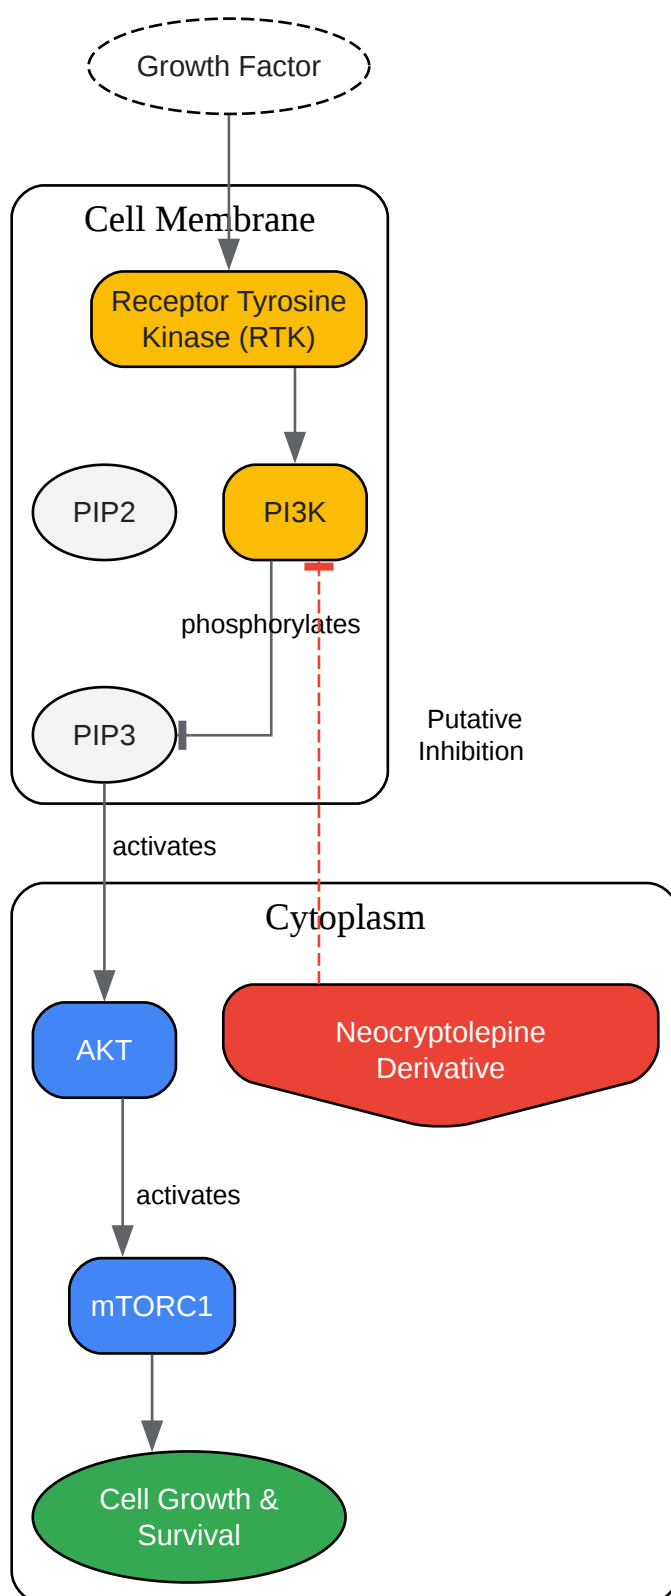 Growth Factor
Cell Membrane
Receptor Tyrosine
Kinase (RTK)
PIP2
PI3K
phosphorylates
PIP3
Putative
Inhibition
activates
Cytoplasm
AKT
Neocryptolepine
Derivative
activates
mTORC1
Cell Growth &
Survival